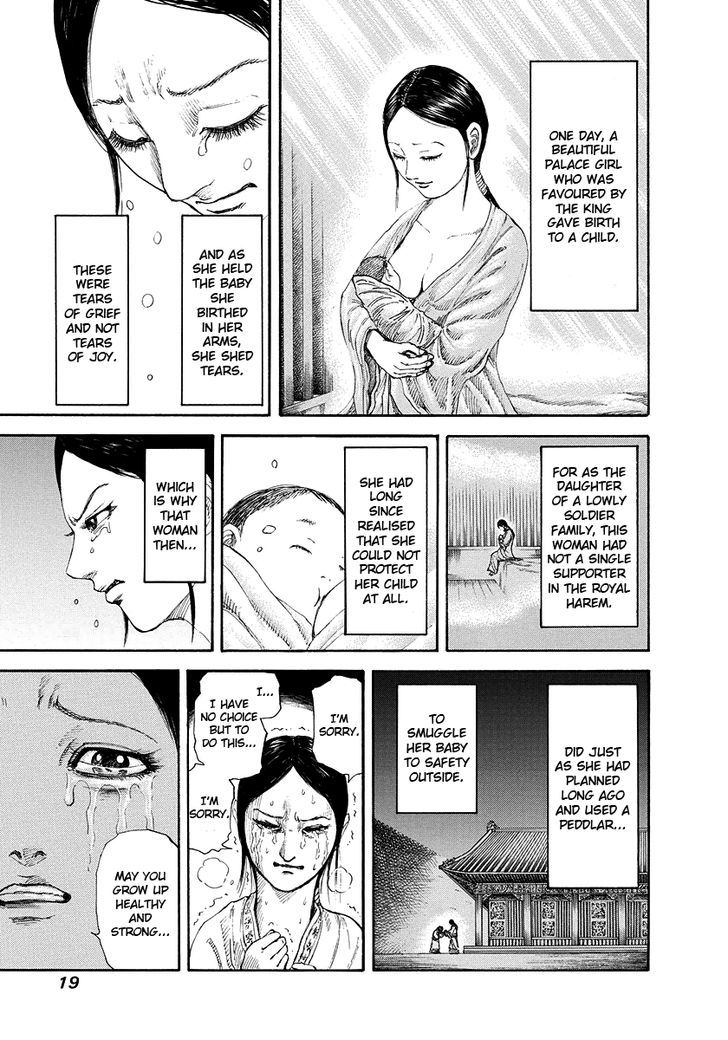 ONE DAY, A
BEAUTIFUL
PALACE GIRL
WHO WAS
FAVOURED BY
THE KING
GAVE BIRTH
TO A CHILD.
AND AS
SHE HELD
THE BABY
SHE
BIRTHED
IN HER
ARMS,
SHE SHED
TEARS.
THESE
WERE
TEARS
OF GRIEF
AND NOT
TEARS
OF JOY.
FOR AS THE
DAUGHTER
OF A LOWLY
SOLDIER
FAMILY, THIS
WOMAN HAD
NOT A SINGLE
SUPPORTER
IN THE ROYAL
HAREM.
SHE HAD
LONG
SINCE
REALISED
THAT SHE
COULD NOT
PROTECT
HER CHILD
AT ALL.
WHICH
IS WHY
THAT
WOMAN
THEN...
DID JUST
AS SHE HAD
PLANNED
LONG AGO
AND USED A
PEDDLAR...
TO
SMUGGLE
HER BABY
TO SAFETY
OUTSIDE.
I'M
SORRY.
I...
I HAVE
NO CHOICE
BUT TO
DO THIS...
I'M
SORRY.
MAY YOU
GROW UP
HEALTHY
AND
STRONG...
19